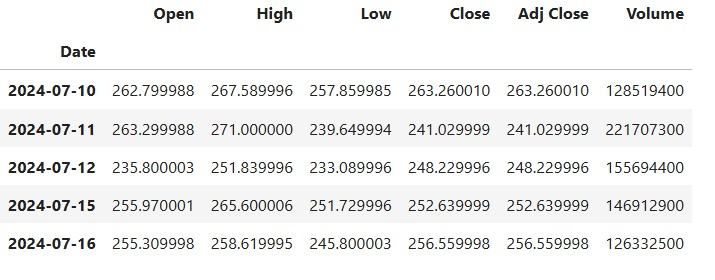 Open High Low Close Adj Close Volume
Date
2024-07-10 262.799988 267.589996 257.859985 263.260010 263.260010 128519400
2024-07-11 263.299988 271.000000 239.649994 241.029999 241.029999 221707300
2024-07-12 235.800003 251.839996 233.089996 248.229996 248.229996 155694400
2024-07-15 255.970001 265.600006 251.729996 252.639999 252.639999 146912900
2024-07-16 255.309998 258.619995 245.800003 256.559998 256.559998 126332500